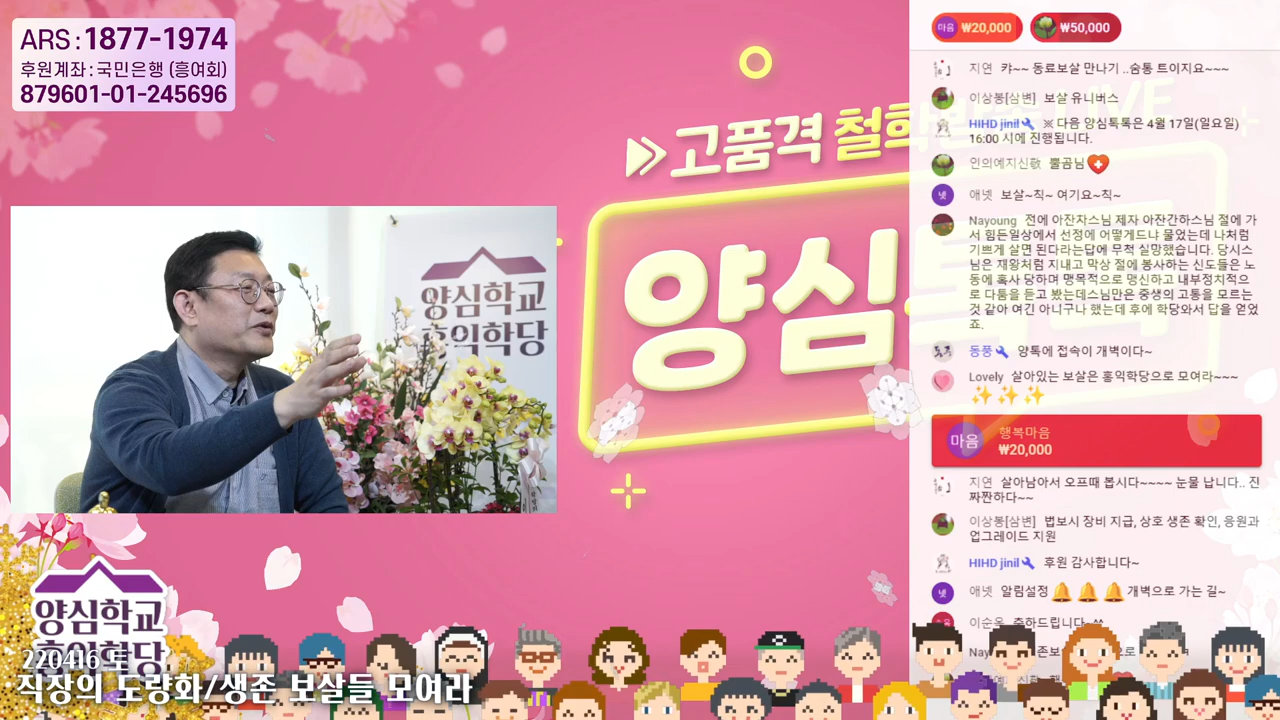 ARS : 1877-1974
후원계좌 : 국민은행 (흥여회)
879601-01-245696
고품격 철학
LIVE
양심
양심학교
홍익학당
₩20,000
마음
₩50,000
지연 캬~~ 동료보살 만나기 ..숨통 트이지요~~~
이상봉[삼변] 보살 유니버스
HIHD jinil ※ 다음 양심톡톡은 4월 17일(일요일)
16:00 시에 진행됩니다.
인의예지신敬 뿔곰님
넷
애넷 보살~칙~ 여기요~칙~
Nayoung 전에 아잔차스님 제자 아잔간하스님 절에 가
서 힘든일상에서 선정에 어떻게드냐 물었는데 나처럼
기쁘게 살면 된다라는답에 무척 실망했습니다. 당시스
님은 재왕처럼 지내고 막상 절에 봉사하는 신도들은 노
동에 혹사 당하며 맹목적으로 맹신하고 내부정치적으
로 다툼을 듣고 봤는데스님만은 중생의 고통을 모르는
것 같아 여긴 아니구나 했는데 후에 학당와서 답을 얻었
죠.
동풍 양톡에 접속이 개벽이다~
Lovely 살아있는 보살은 홍익학당으로 모여라~~~
마음
행복마음
₩20,000
지연 살아남아서 오프때 봅시다~~~~ 눈물 납니다.. 진
짜짠하다~~
이상봉[삼변] 법보시 장비 지급, 상호 생존 확인, 응원과
업그레이드 지원
HIHD jinil 후원 감사합니다~
넷
애넷 알림설정 개벽으로 가는 길~
이순옥 축하드립니다~^^
양심학교
홍익학당
220416 토
직장의 도량화/생존 보살들 모여라